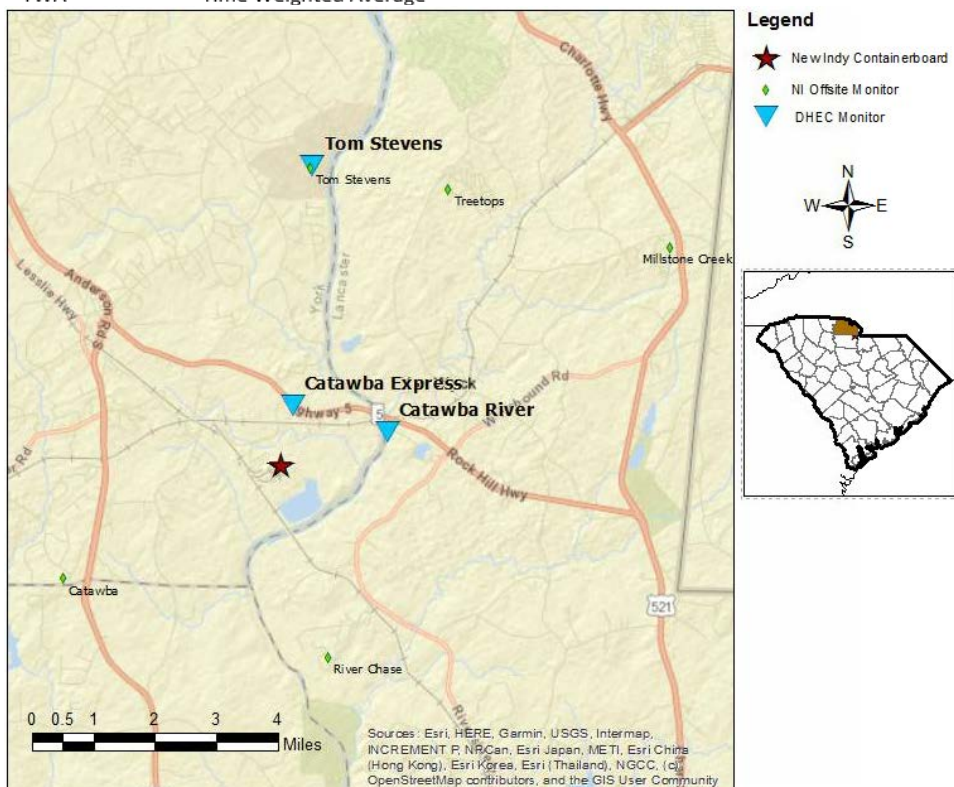 Time Weighted Average
Legend
New Indy Containerboard
NI Offsite Monitor
DHEC Monitor
N
W E
S
Charlotte Hwy
Tom Stevens
Tom Stevens
Treetops
Millstone Creek
York
Lancaster
Anderson Rd S
Lesslie Hwy
Catawba Express
Highway 5
5
Catawba River
Rock Hill Hwy
521
Catawba
River Chase
0 0.5 1 2 3 4
Miles
Sources: Esri, HERE, Garmin, USGS, Intermap,
INCREMENT P, NRCan, Esri Japan, METI, Esri China
(Hong Kong), Esri Korea, Esri (Thailand), NGCC, (c)
OpenStreetMap contributors, and the GIS User Community